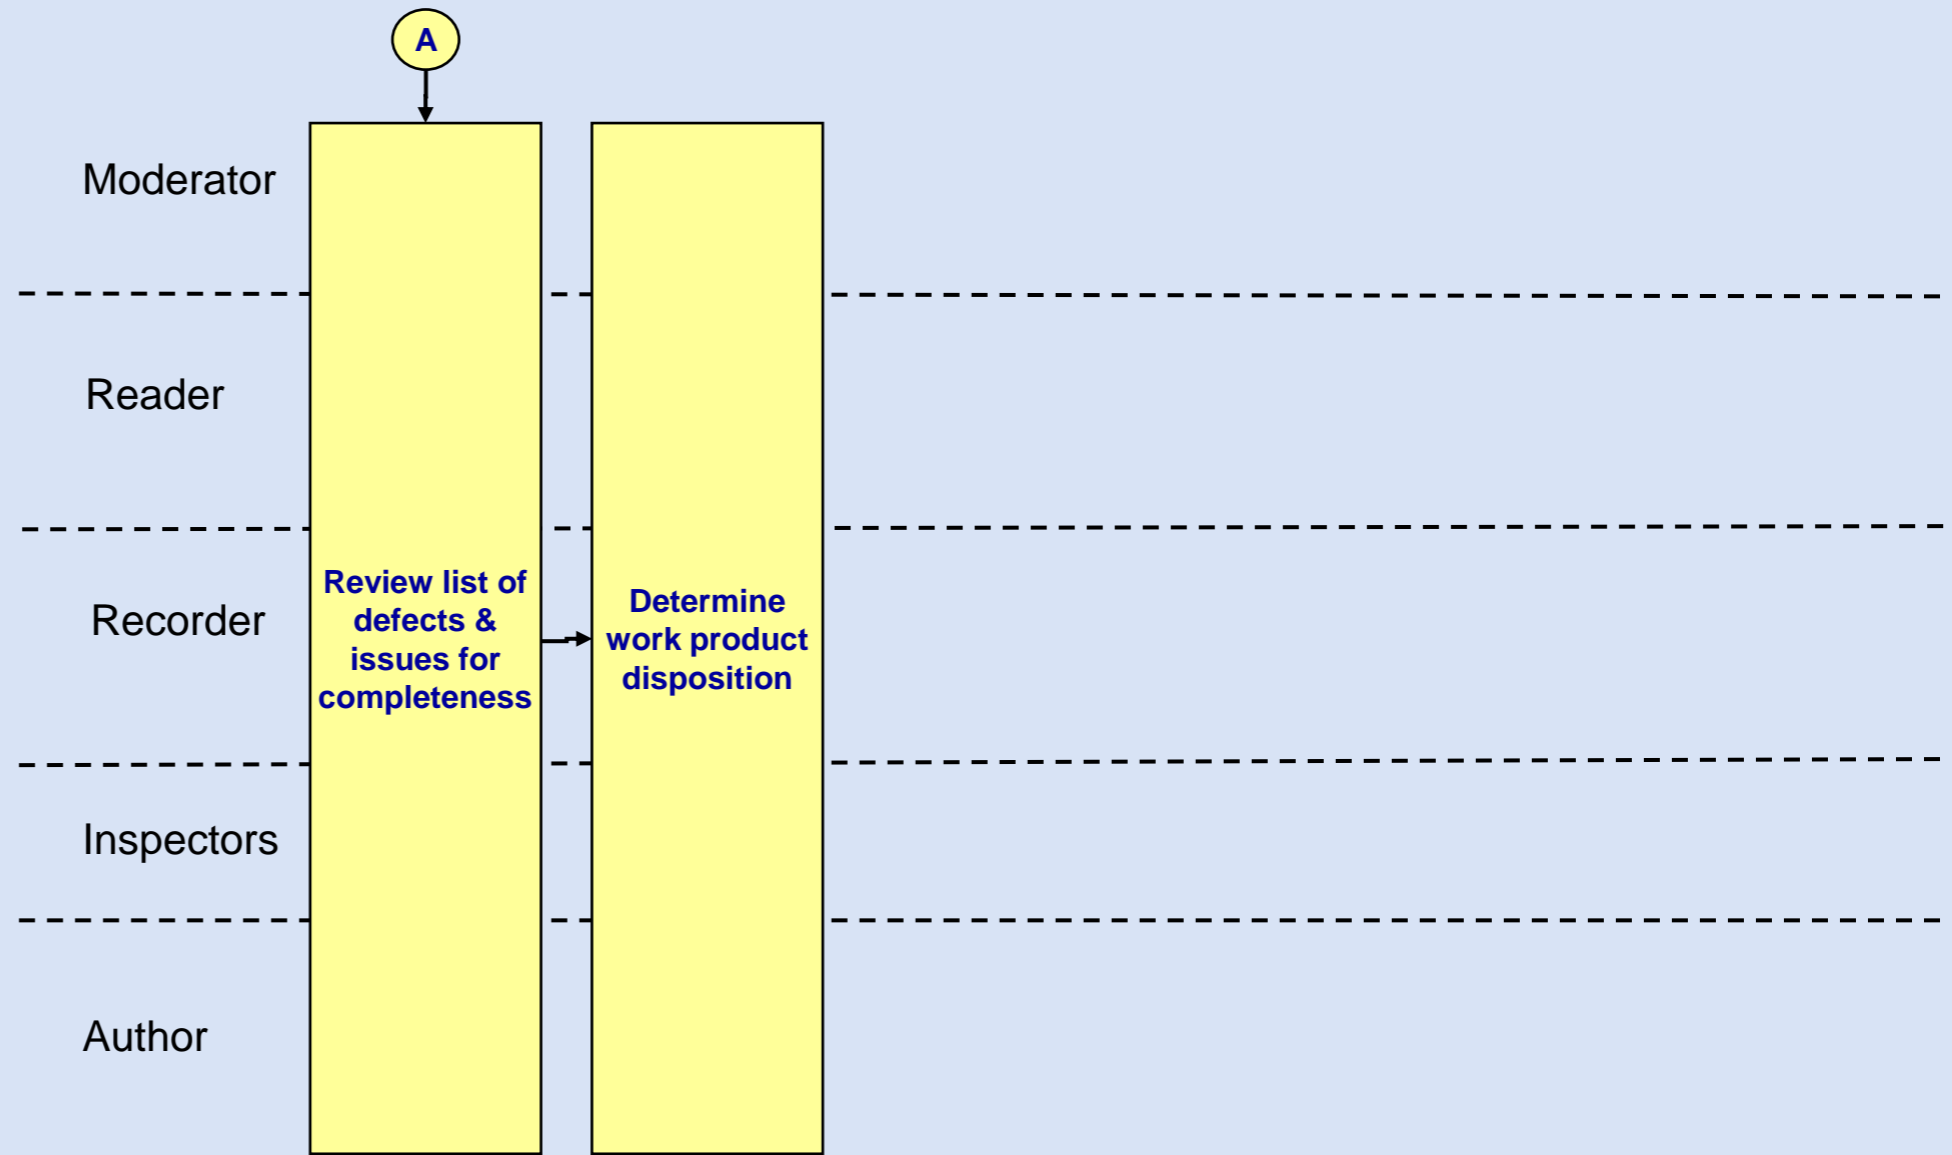 A
Moderator
Reader
Recorder
Inspectors
Author
Review list of
defects &
issues for
completeness
Determine
work product
disposition